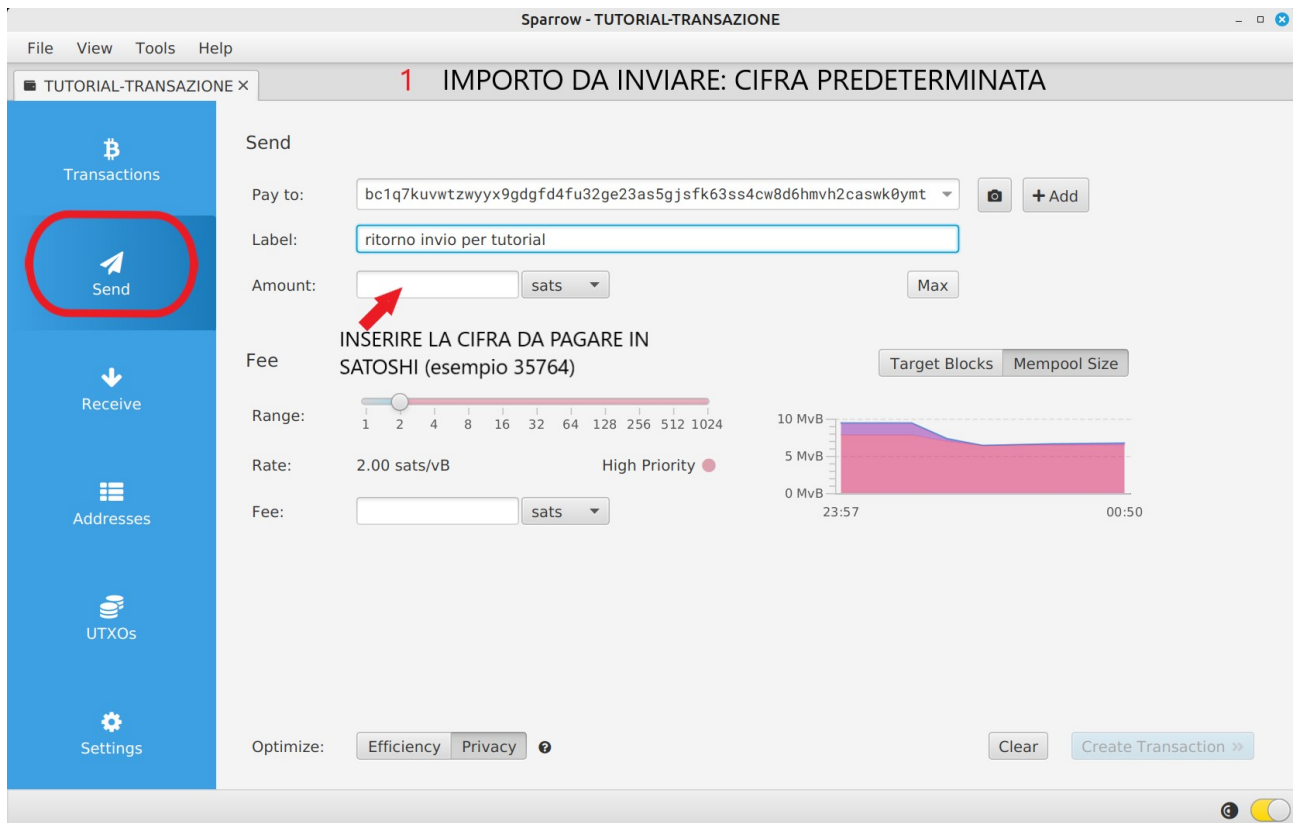 Sparrow - TUTORIAL-TRANSAZIONE
File View Tools Help
TUTORIAL-TRANSAZIONE
1 IMPORTO DA INVIARE: CIFRA PREDETERMINATA
Transactions
Send
Receive
Addresses
UTXOs
Settings
Send
Pay to: bc1q7kuvwtzwyyx9gdgfd4fu32ge23as5gjsfk63ss4cw8d6hmvh2caswk0ymt + Add
Label: ritorno invio per tutorial
Amount: sats Max
INSERIRE LA CIFRA DA PAGARE IN
SATOSHI (esempio 35764)
Fee Target Blocks Mempool Size
Range: 1 2 4 8 16 32 64 128 256 512 1024
Rate: 2.00 sats/vB High Priority
Fee: sats
10 MvB
5 MvB
0 MvB
23:57 00:50
Optimize: Efficiency Privacy ? Clear Create Transaction »